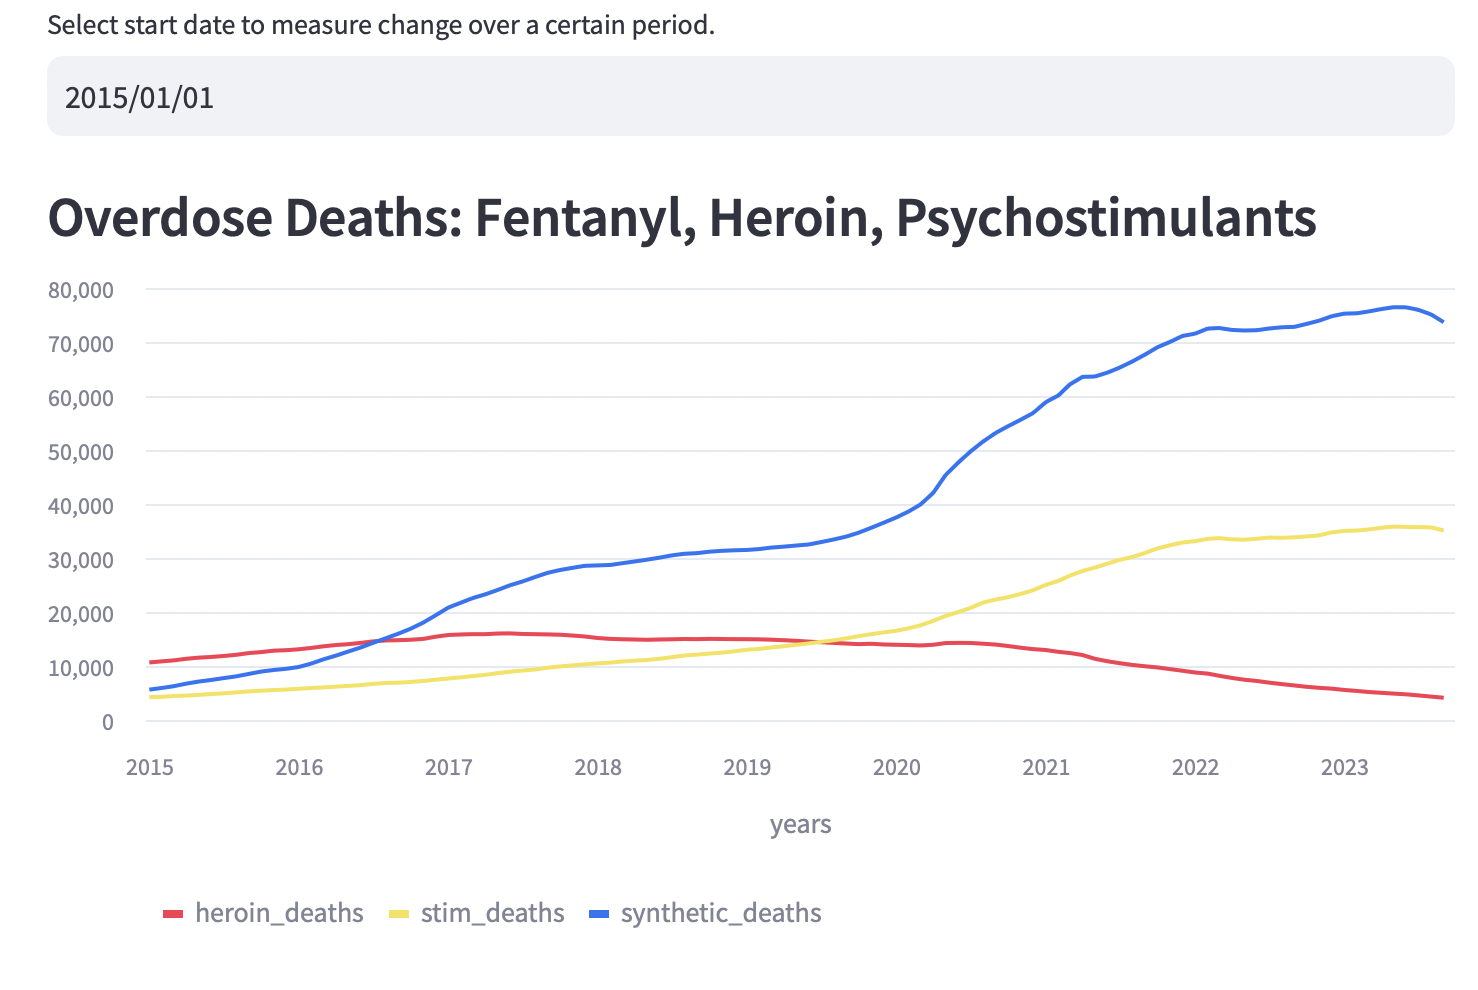 Select start date to measure change over a certain period.
2015/01/01
Overdose Deaths: Fentanyl, Heroin, Psychostimulants
80,000
70,000
60,000
50,000
40,000
30,000
20,000
10,000
0
2015 2016 2017 2018 2019 2020 2021 2022 2023
years
heroin_deaths stim_deaths synthetic_deaths